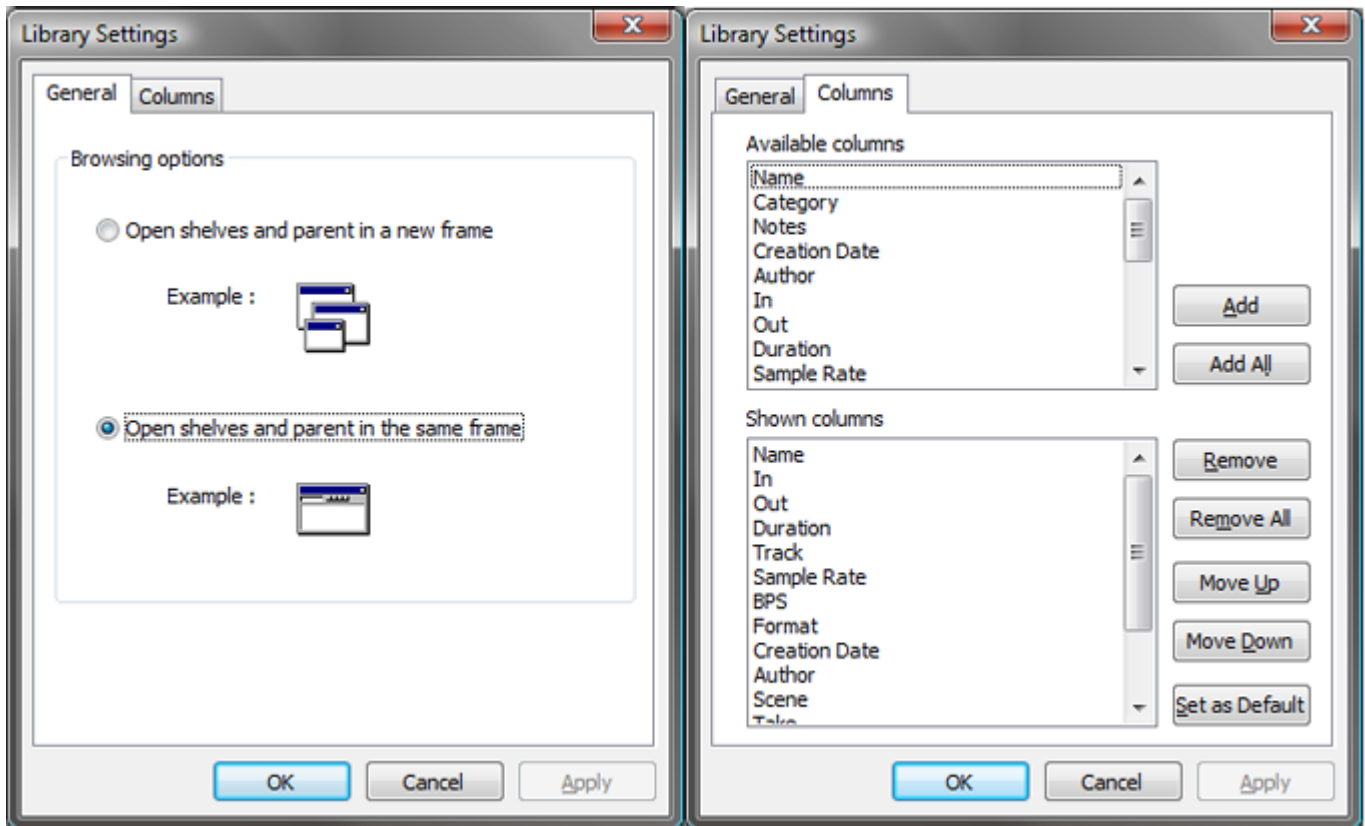 Library Settings
General
Columns
Browsing options
Open shelves and parent in a new frame
Example :
Open shelves and parent in the same frame
Example :
OK
Cancel
Apply
Library Settings
General
Columns
Available columns
Name
Category
Notes
Creation Date
Author
In
Out
Duration
Sample Rate
Add
Add All
Shown columns
Name
In
Out
Duration
Track
Sample Rate
BPS
Format
Creation Date
Author
Scene
Take
Remove
Remove All
Move Up
Move Down
Set as Default
OK
Cancel
Apply